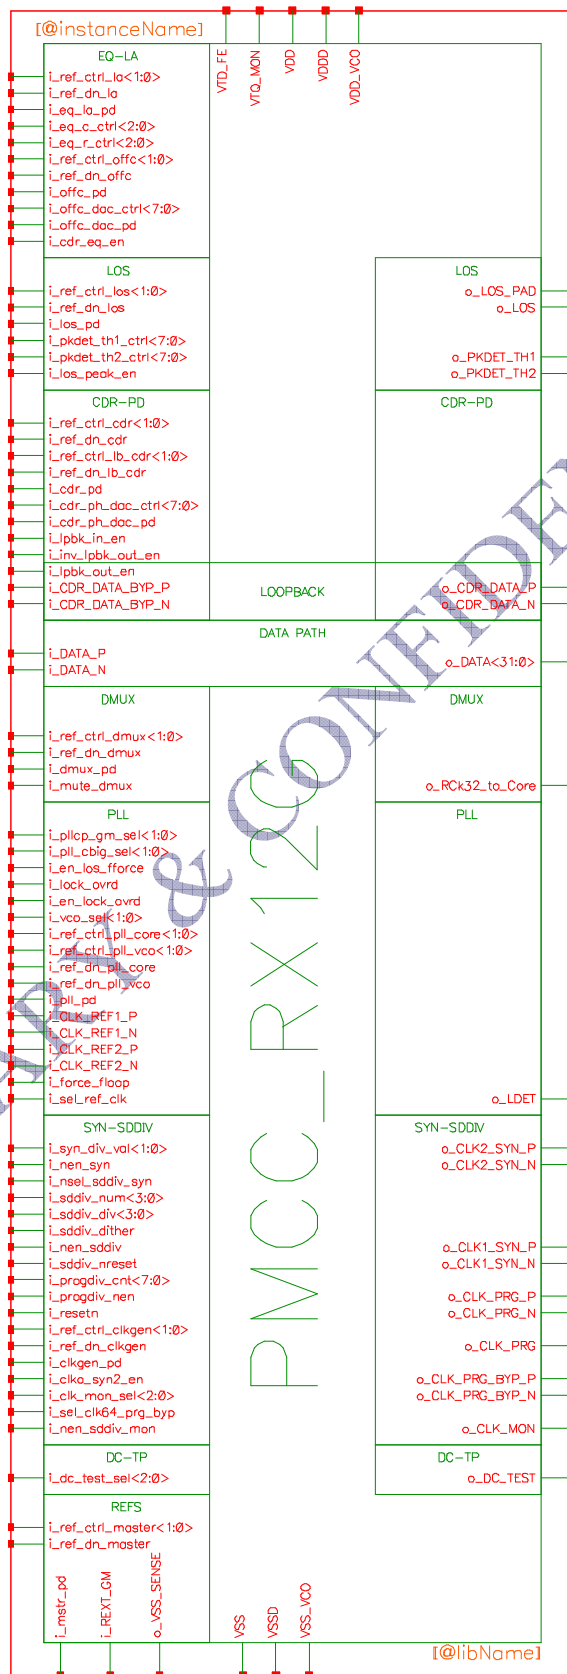 [@instanceName]
VTD_FE
VTQ_MON
VDD
VDDD
VDD_VCO
EQ-LA
i_ref_ctrl_la<1:0>
i_ref_dn_la
i_eq_la_pd
i_eq_c_ctrl<2:0>
i_eq_r_ctrl<2:0>
i_ref_ctrl_offc<1:0>
i_ref_dn_offc
i_offc_pd
i_offc_dac_ctrl<7:0>
i_offc_dac_pd
i_cdr_eq_en
LOS
i_ref_ctrl_los<1:0>
i_ref_dn_los
i_los_pd
i_pkdet_th1_ctrl<7:0>
i_pkdet_th2_ctrl<7:0>
i_los_peak_en
LOS
o_LOS_PAD
o_LOS
o_PKDET_TH1
o_PKDET_TH2
CDR-PD
i_ref_ctrl_cdr<1:0>
i_ref_dn_cdr
i_ref_ctrl_lb_cdr<1:0>
i_ref_dn_lb_cdr
i_cdr_pd
i_cdr_ph_dac_ctrl<7:0>
i_cdr_ph_dac_pd
i_lpbk_in_en
i_inv_lpbk_out_en
i_lpbk_out_en
i_CDR_DATA_BYP_P
i_CDR_DATA_BYP_N
CDR-PD
LOOPBACK
o_CDR_DATA_P
o_CDR_DATA_N
DATA PATH
i_DATA_P
i_DATA_N
o_DATA<31:0>
DMUX
i_ref_ctrl_dmux<1:0>
i_ref_dn_dmux
i_dmux_pd
i_mute_dmux
DMUX
o_RCk32_to_Core
PLL
i_pllcp_gm_sel<1:0>
i_pll_cbig_sel<1:0>
i_en_los_fforce
i_lock_ovrd
i_en_lock_ovrd
i_vco_sel<1:0>
i_ref_ctrl_pll_core<1:0>
i_ref_ctrl_pll_vco<1:0>
i_ref_dn_pll_core
i_ref_dn_pll_vco
i_pll_pd
i_CLK_REF1_P
i_CLK_REF1_N
i_CLK_REF2_P
i_CLK_REF2_N
i_force_floop
i_sel_ref_clk
PLL
o_LDET
PMCC_RX12G
SYN-SDDIV
i_syn_div_val<1:0>
i_nen_syn
i_nsel_sddiv_syn
i_sddiv_num<3:0>
i_sddiv_div<3:0>
i_sddiv_dither
i_nen_sddiv
i_sddiv_nreset
i_progdiv_cnt<7:0>
i_progdiv_nen
i_resetn
i_ref_ctrl_clkgen<1:0>
i_ref_dn_clkgen
i_clkgen_pd
i_clko_syn2_en
i_clk_mon_sel<2:0>
i_sel_clk64_prg_byp
i_nen_sddiv_mon
SYN-SDDIV
o_CLK2_SYN_P
o_CLK2_SYN_N
o_CLK1_SYN_P
o_CLK1_SYN_N
o_CLK_PRG_P
o_CLK_PRG_N
o_CLK_PRG
o_CLK_PRG_BYP_P
o_CLK_PRG_BYP_N
o_CLK_MON
DC-TP
i_dc_test_sel<2:0>
DC-TP
o_DC_TEST
REFS
i_ref_ctrl_master<1:0>
i_ref_dn_master
i_mstr_pd
i_REXT_GM
o_VSS_SENSE
VSS
VSSD
VSS_VCO
[@libName]
ARY & CONFIDE